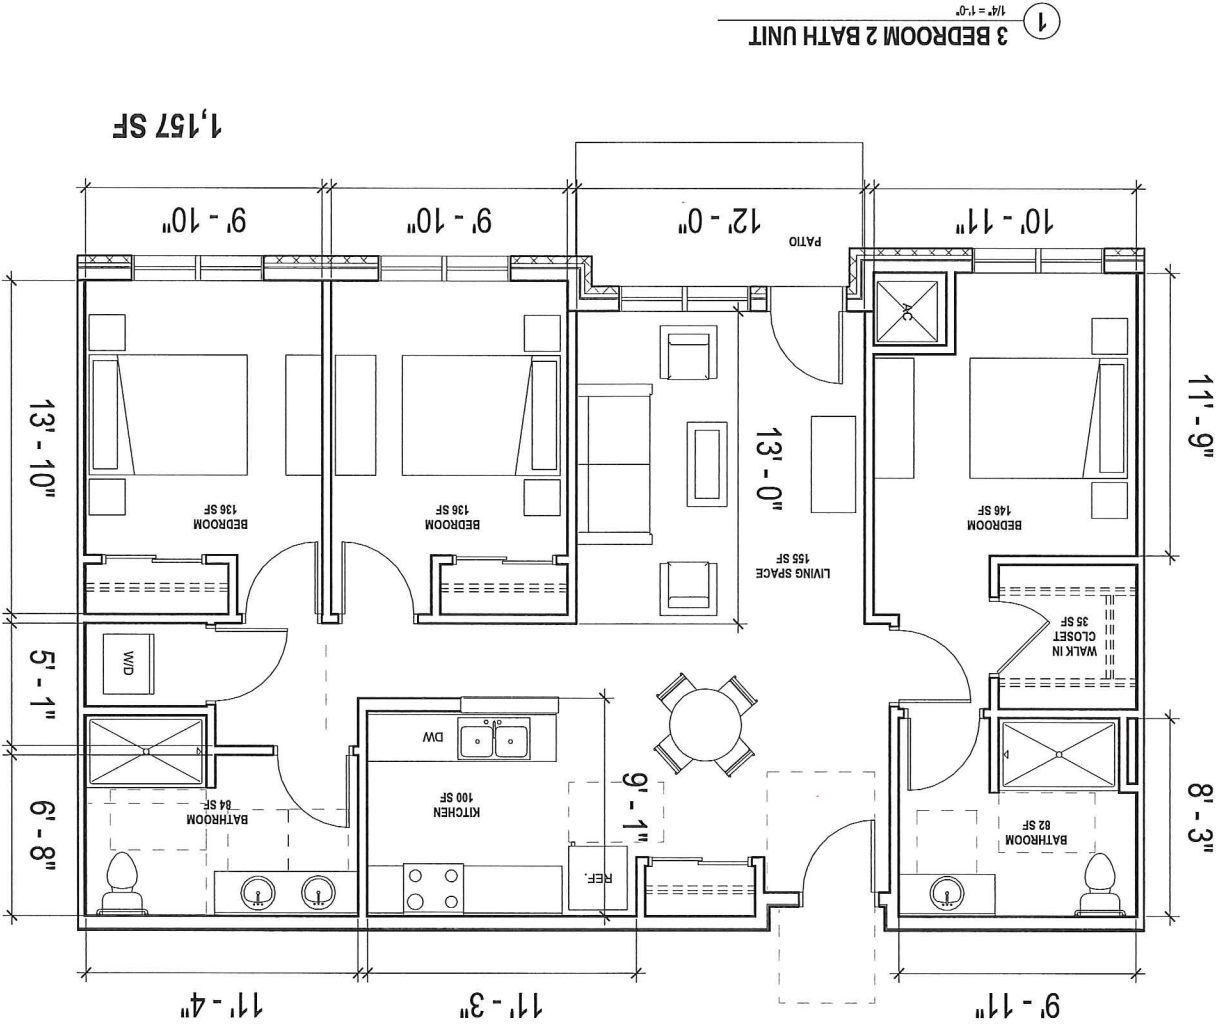 9' - 11"
11' - 3"
11' - 4"
REF.
8' - 3"
BATHROOM
82 SF
9' - 1"
KITCHEN
100 SF
BATHROOM
84 SF
6' - 8"
DW
5' - 1"
W/D
WALK IN
CLOSET
35 SF
LIVING SPACE
155 SF
BEDROOM
146 SF
BEDROOM
136 SF
BEDROOM
136 SF
11' - 9"
13' - 0"
13' - 10"
AC
PATIO
10' - 11"
12' - 0"
9' - 10"
9' - 10"
1,157 SF
1
3 BEDROOM 2 BATH UNIT
1/4" = 1'-0"